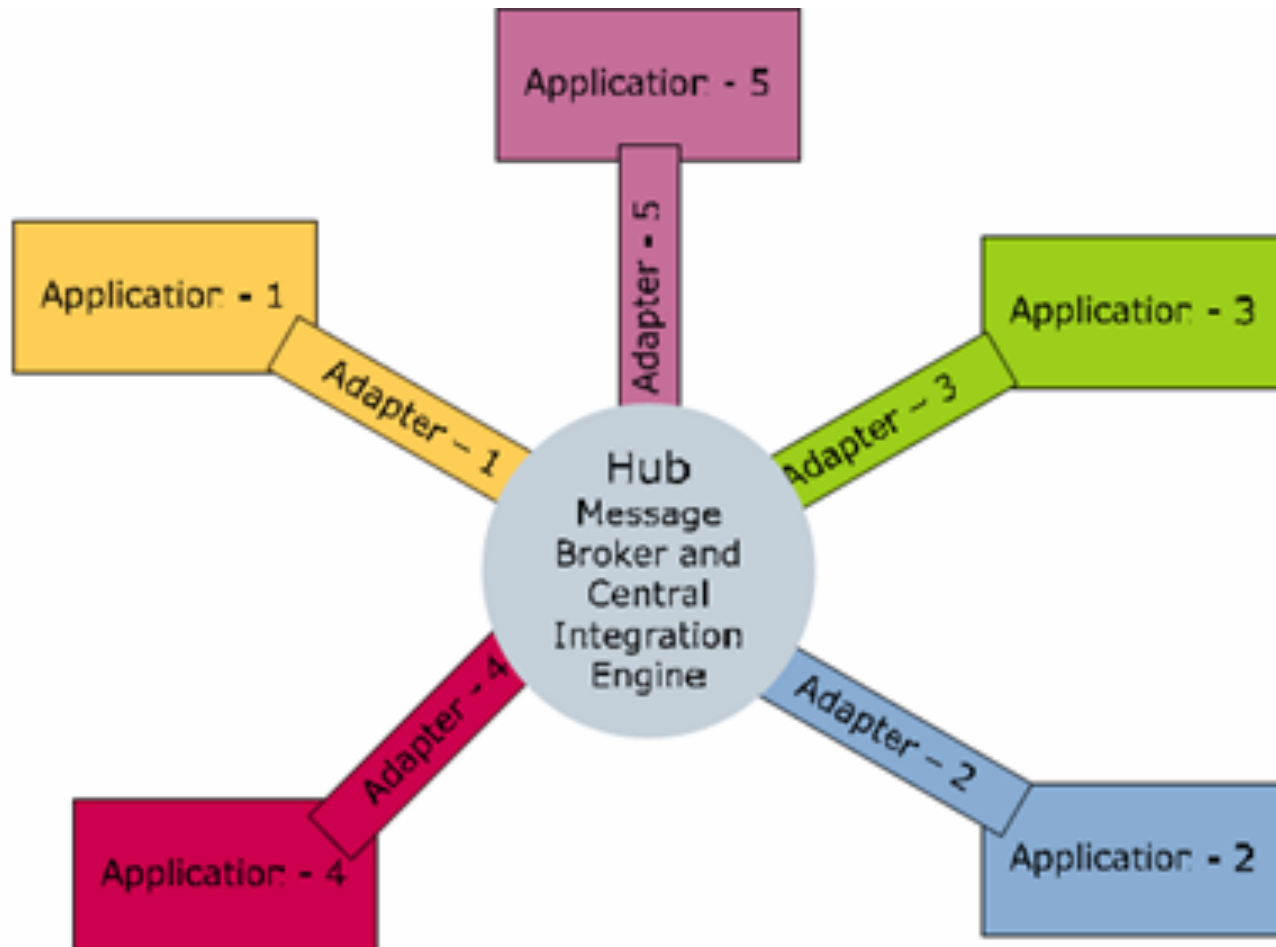 Application - 5
Adapter - 5
Application - 1
Adapter – 1
Application - 3
Adapter – 3
Hub
Message
Broker and
Central
Integration
Engine
Adapter - 4
Application - 4
Adapter – 2
Application - 2